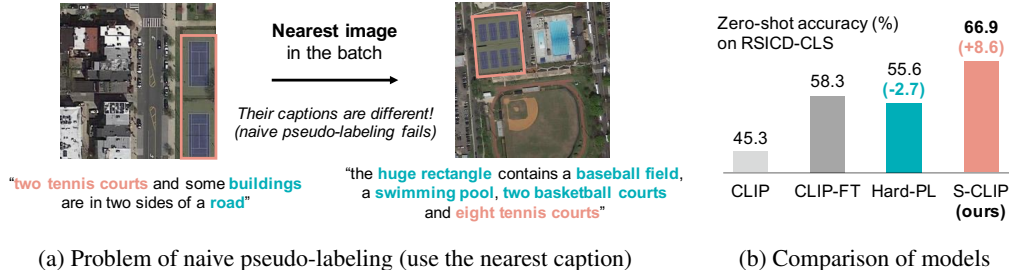 Nearest image
in the batch
Their captions are different!
(naive pseudo-labeling fails)
“two tennis courts and some buildings
are in two sides of a road”
“the huge rectangle contains a baseball field,
a swimming pool, two basketball courts
and eight tennis courts”
(a) Problem of naive pseudo-labeling (use the nearest caption)
Zero-shot accuracy (%)
on RSICD-CLS
66.9
(+8.6)
58.3
55.6
(-2.7)
45.3
CLIP
CLIP-FT
Hard-PL
S-CLIP
(ours)
(b) Comparison of models